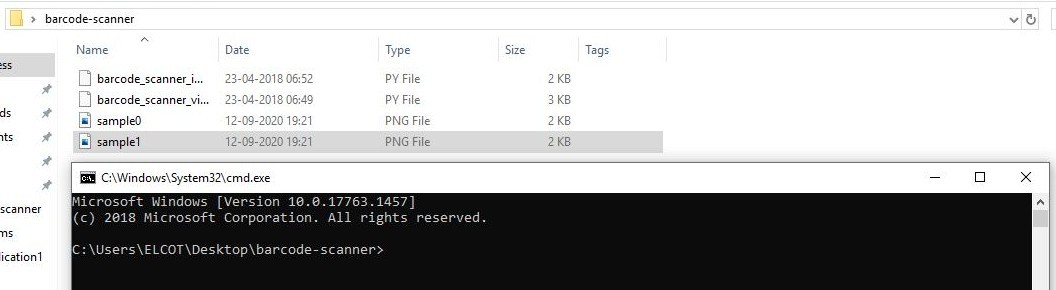 barcode-scanner
Name Date Type Size Tags
ess
barcode_scanner_i... 23-04-2018 06:52 PY File 2 KB
barcode_scanner_vi... 23-04-2018 06:49 PY File 3 KB
ds
sample0 12-09-2020 19:21 PNG File 2 KB
nts
sample1 12-09-2020 19:21 PNG File 2 KB
scanner
ms
lication1
C:\Windows\System32\cmd.exe
Microsoft Windows [Version 10.0.17763.1457]
(c) 2018 Microsoft Corporation. All rights reserved.
C:\Users\ELCOT\Desktop\barcode-scanner>